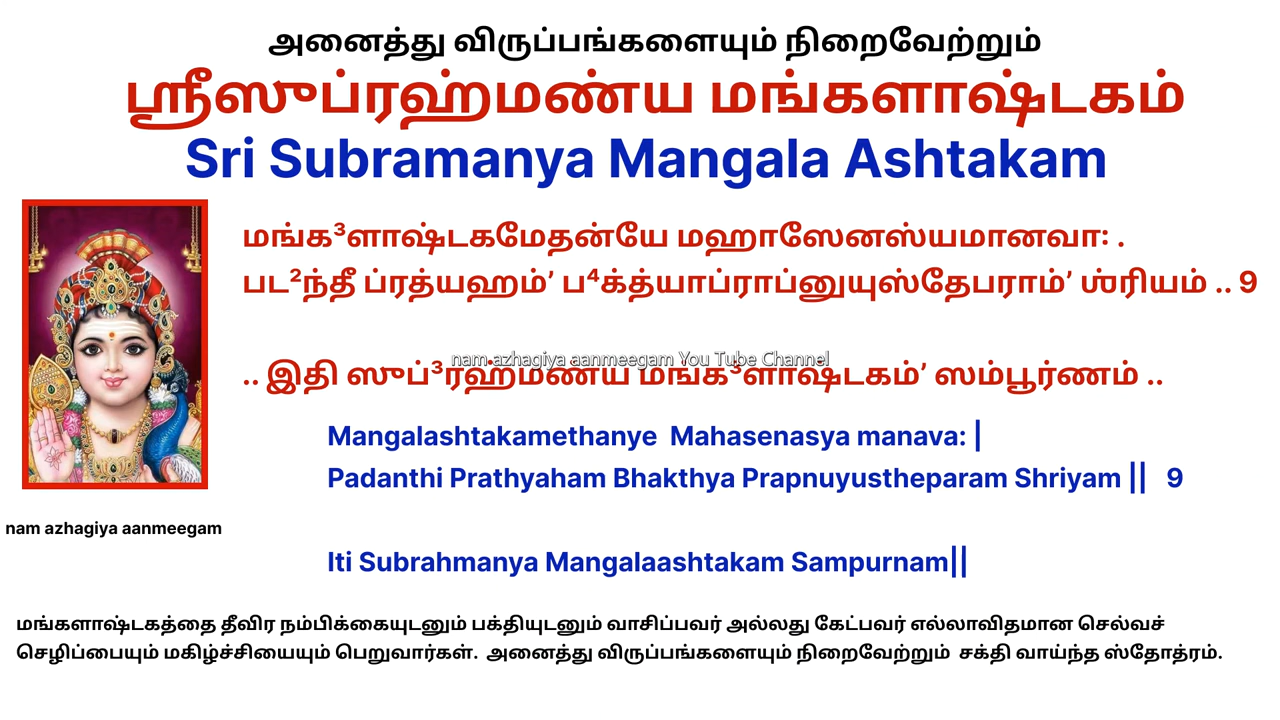 அனைத்து விருப்பங்களையும் நிறைவேற்றும்
ஸ்ரீஸுப்ரஹ்மண்ய மங்களாஷ்டகம்
Sri Subramanya Mangala Ashtakam
மங்க³ளாஷ்டகமேதன்யே மஹாஸேனஸ்யமானவா꞉ .
பட²ந்தீ ப்ரத்யஹம்ʼ ப⁴க்த்யாப்ராப்னுயுஸ்தேபராம்ʼ ஶ்ரியம் .. 9
nam azhagiya aanmeegam You Tube Channel
.. இதி ஸுப்³ரஹ்மண்ய மங்க³ளாஷ்டகம்ʼ ஸம்பூர்ணம் ..
Mangalashtakamethanye Mahasenasya manava: |
Padanthi Prathyaham Bhakthya Prapnuyustheparam Shriyam || 9
nam azhagiya aanmeegam
Iti Subrahmanya Mangalaashtakam Sampurnam||
மங்களாஷ்டகத்தை தீவிர நம்பிக்கையுடனும் பக்தியுடனும் வாசிப்பவர் அல்லது கேட்பவர் எல்லாவிதமான செல்வச்
செழிப்பையும் மகிழ்ச்சியையும் பெறுவார்கள். அனைத்து விருப்பங்களையும் நிறைவேற்றும் சக்தி வாய்ந்த ஸ்தோத்ரம்.